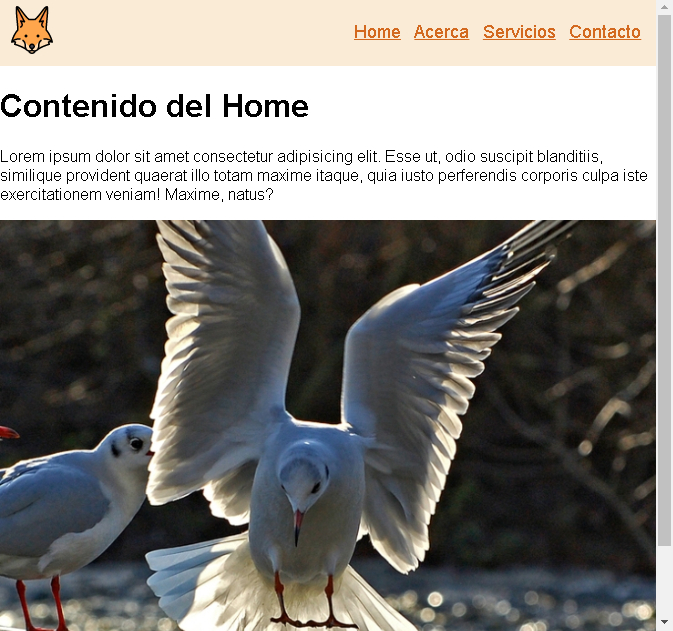 Home Acerca Servicios Contacto
Contenido del Home
Lorem ipsum dolor sit amet consectetur adipisicing elit. Esse ut, odio suscipit blanditiis,
similique provident quaerat illo totam maxime itaque, quia iusto perferendis corporis culpa iste
exercitationem veniam! Maxime, natus?